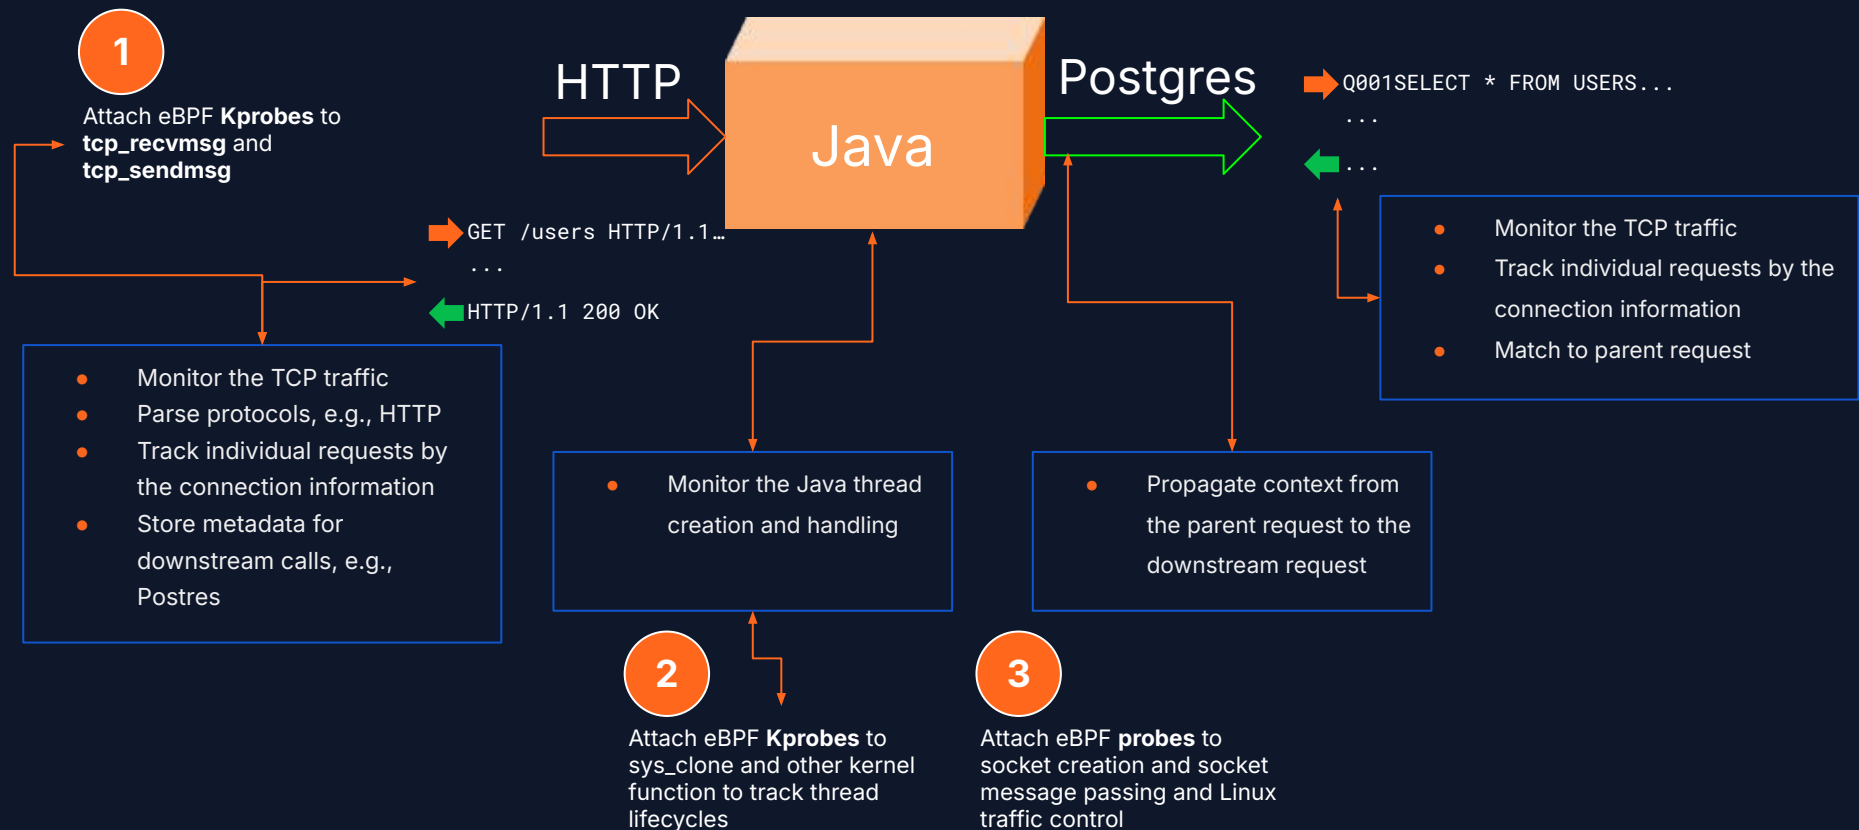 1
Attach eBPF Kprobes to
tcp_recvmsg and
tcp_sendmsg
HTTP
Java
Postgres
Q001SELECT * FROM USERS...
...
...
GET /users HTTP/1.1…
...
HTTP/1.1 200 OK
• Monitor the TCP traffic
• Track individual requests by the
connection information
• Match to parent request
• Monitor the TCP traffic
• Parse protocols, e.g., HTTP
• Track individual requests by
the connection information
• Store metadata for
downstream calls, e.g.,
Postres
• Monitor the Java thread
creation and handling
• Propagate context from
the parent request to the
downstream request
2
Attach eBPF Kprobes to
sys_clone and other kernel
function to track thread
lifecycles
3
Attach eBPF probes to
socket creation and socket
message passing and Linux
traffic control